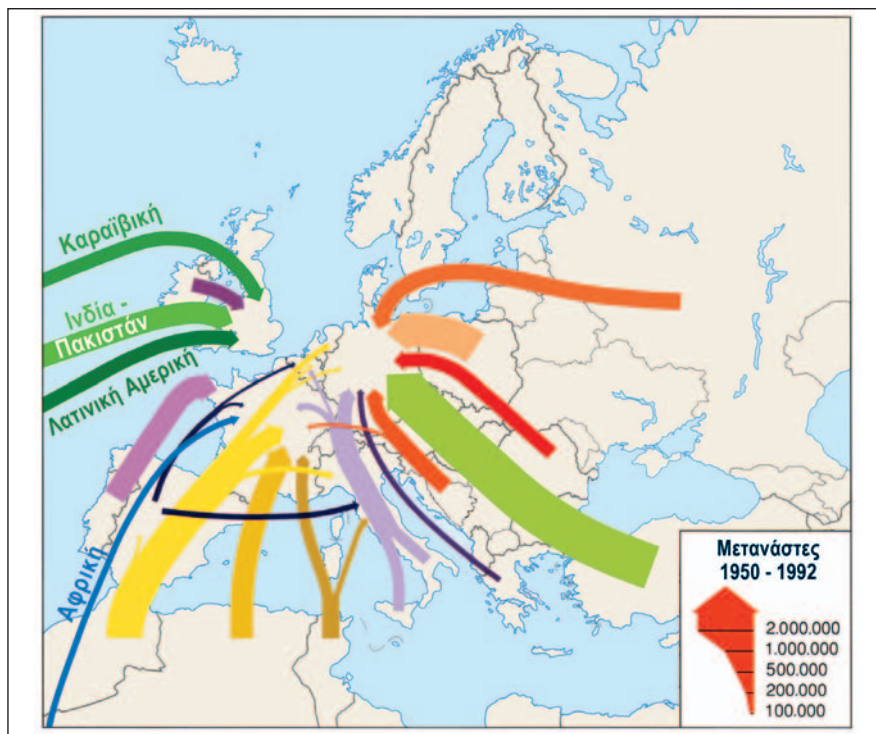 Καραϊβική
Ινδία -
Πακιστάν
Λατινική Αμερική
Αφρική
Μετανάστες
1950 - 1992
2.000.000
1.000.000
500.000
200.000
100.000